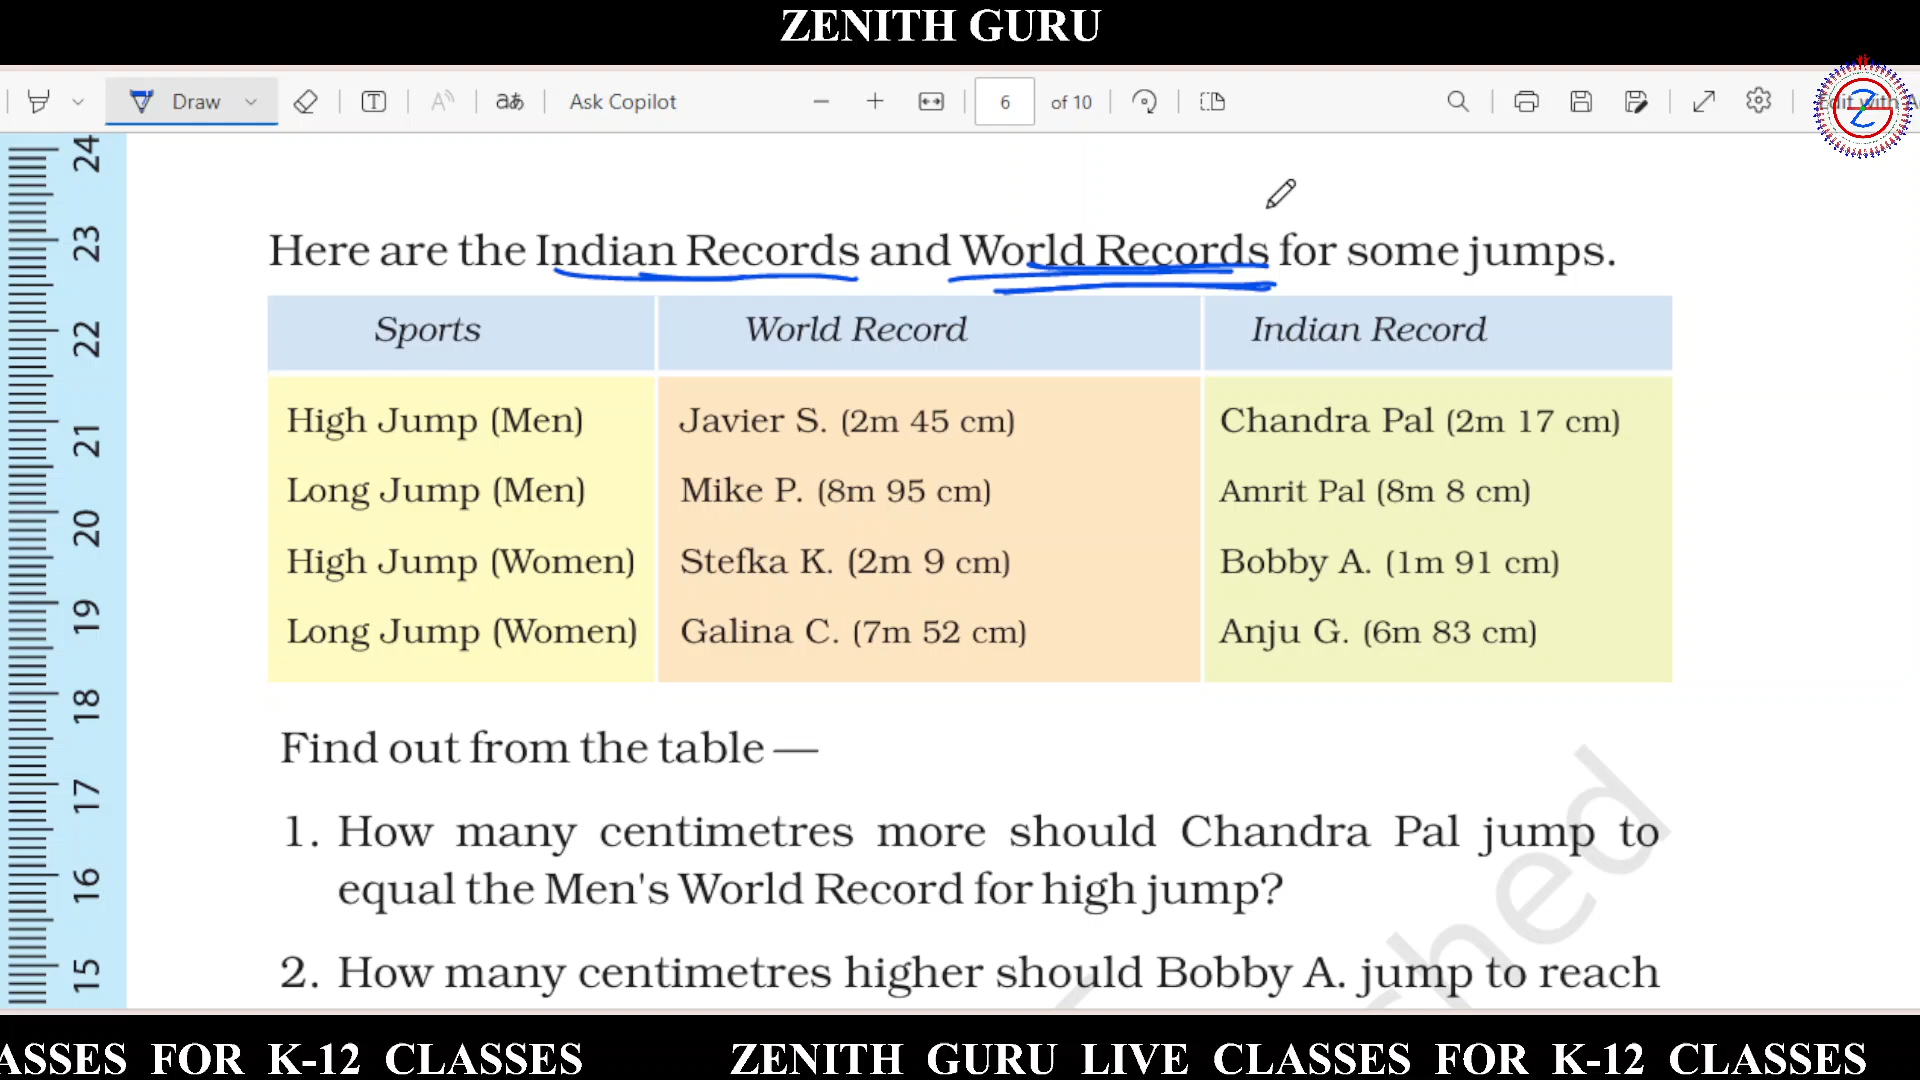 ZENITH GURU
Draw
Ask Copilot
6 of 10
24
23
22
21
20
19
18
17
16
15
Here are the Indian Records and World Records for some jumps.
Sports World Record Indian Record
High Jump (Men) Javier S. (2m 45 cm) Chandra Pal (2m 17 cm)
Long Jump (Men) Mike P. (8m 95 cm) Amrit Pal (8m 8 cm)
High Jump (Women) Stefka K. (2m 9 cm) Bobby A. (1m 91 cm)
Long Jump (Women) Galina C. (7m 52 cm) Anju G. (6m 83 cm)
Find out from the table —
1. How many centimetres more should Chandra Pal jump to
equal the Men's World Record for high jump?
2. How many centimetres higher should Bobby A. jump to reach
ASSES FOR K-12 CLASSES ZENITH GURU LIVE CLASSES FOR K-12 CLASSES